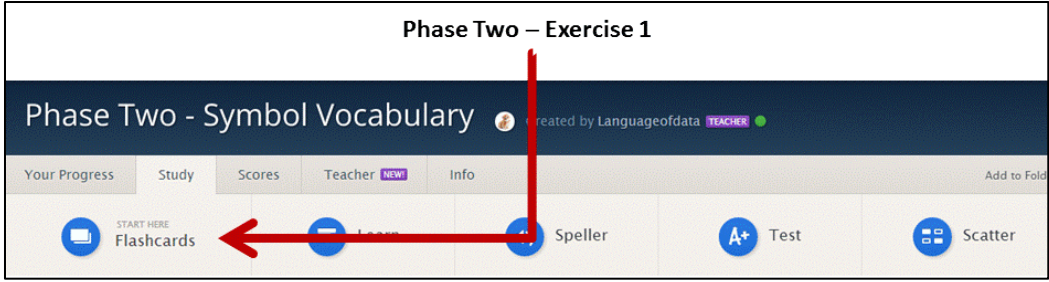 Phase Two – Exercise 1
Phase Two - Symbol Vocabulary
Created by Languageofdata TEACHER
Your Progress Study Scores Teacher NEW! Info Add to Fold
START HERE
Flashcards Learn Speller A+ Test Scatter